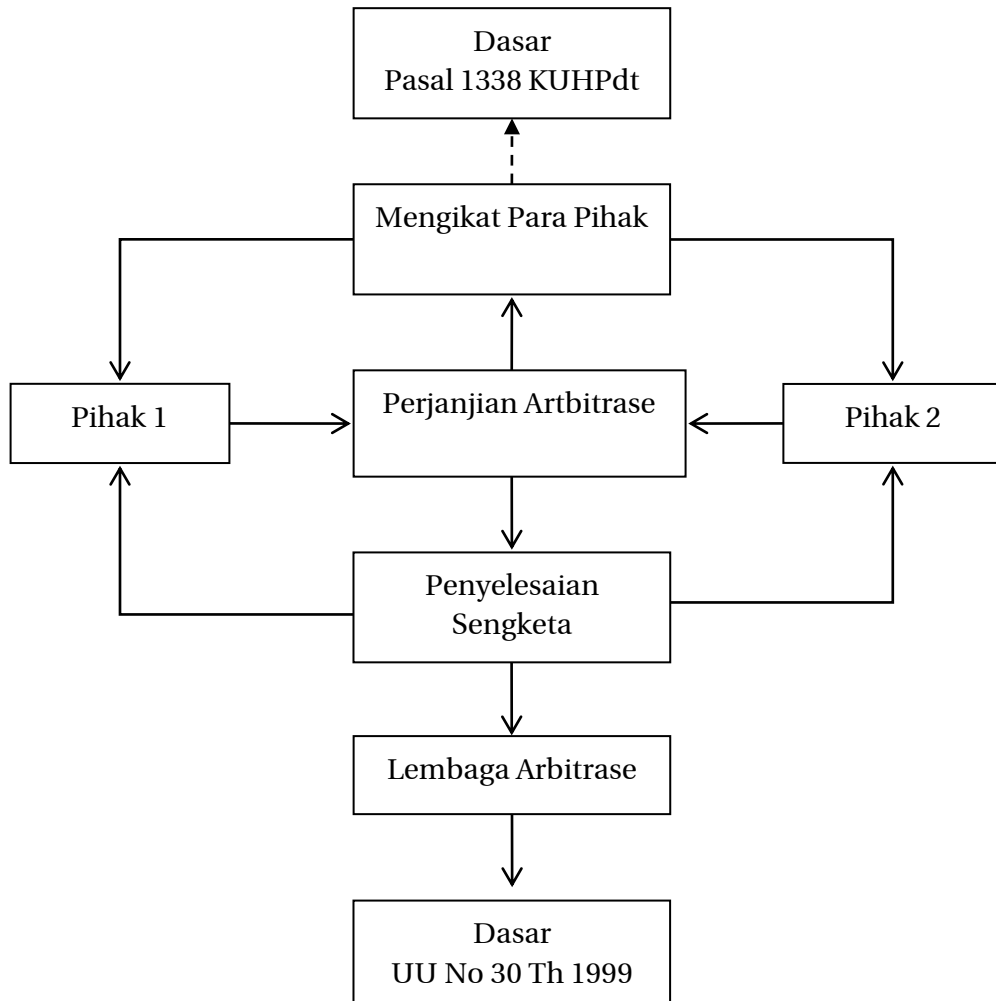 Dasar
Pasal 1338 KUHPdt
Mengikat Para Pihak
Pihak 1
Perjanjian Artbitrase
Pihak 2
Penyelesaian
Sengketa
Lembaga Arbitrase
Dasar
UU No 30 Th 1999